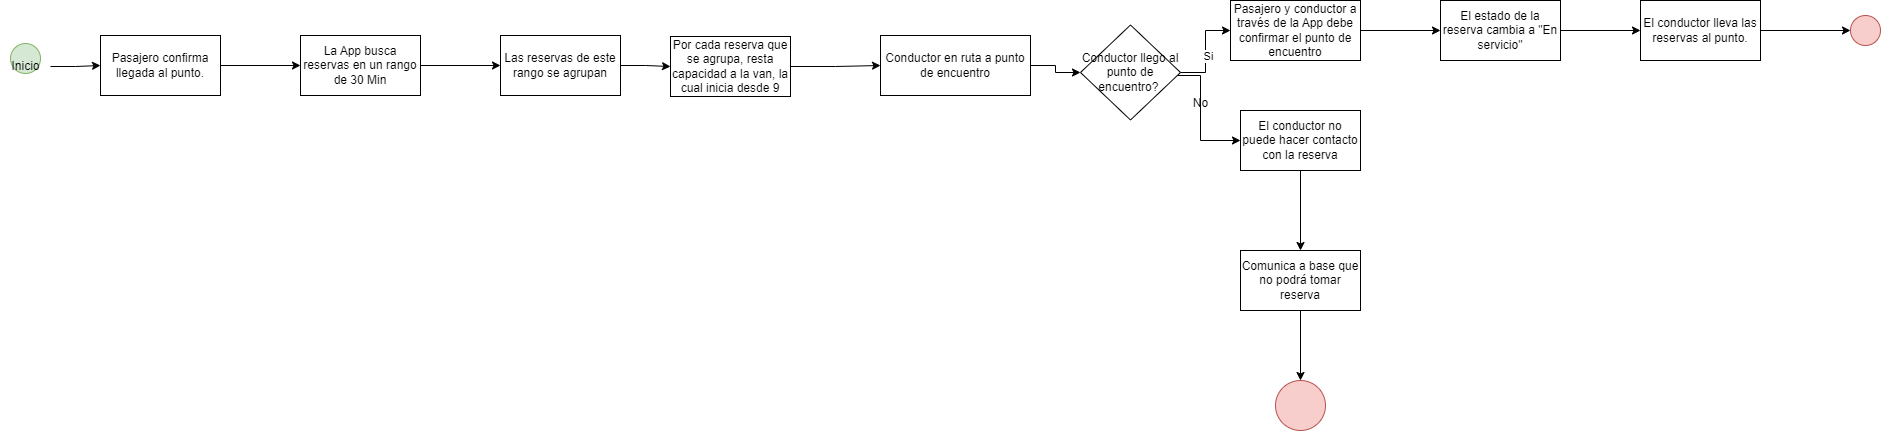 Inicio
Pasajero confirma
llegada al punto.
La App busca
reservas en un rango
de 30 Min
Las reservas de este
rango se agrupan
Por cada reserva que
se agrupa, resta
capacidad a la van, la
cual inicia desde 9
Conductor en ruta a punto
de encuentro
Conductor llego al
punto de
encuentro?
Si
No
Pasajero y conductor a
través de la App debe
confirmar el punto de
encuentro
El estado de la
reserva cambia a "En
servicio"
El conductor lleva las
reservas al punto.
El conductor no
puede hacer contacto
con la reserva
Comunica a base que
no podrá tomar
reserva